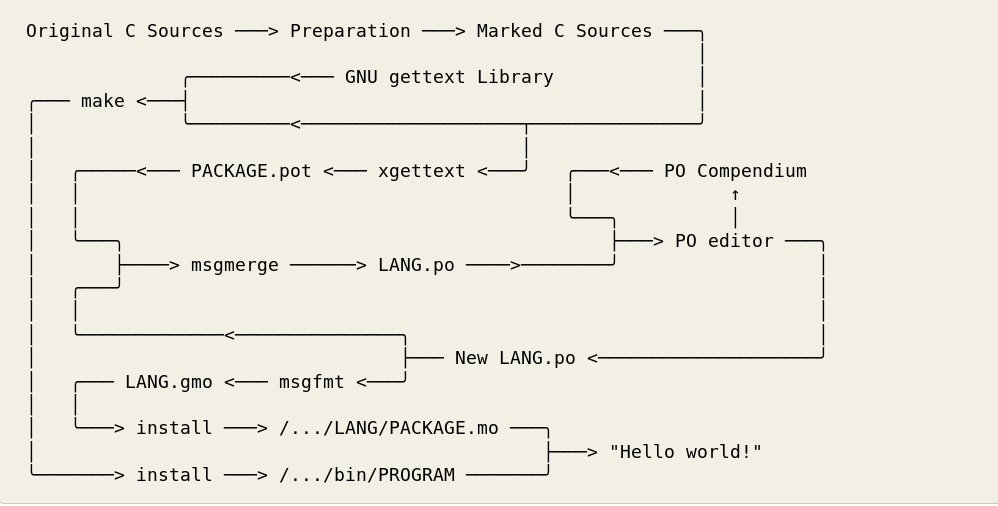 Original C Sources ───> Preparation ───> Marked C Sources ───╮
╭─────────<─── GNU gettext Library
╭─── make <───┤
╰─────────<────────────────────┬───────────────╯
╭─────<─── PACKAGE.pot <─── xgettext <───╯ ╭───<─── PO Compendium
↑
╰───╮
╰───╮ ├───> PO editor ───╮
├────> msgmerge ──────> LANG.po ────>────────╯
╭───╯
╰─────────────<───────────────╮
├─── New LANG.po <────────────────────╯
╭─── LANG.gmo <─── msgfmt <───╯
╰───> install ───> /.../LANG/PACKAGE.mo ───╮
├───> "Hello world!"
╰───────> install ───> /.../bin/PROGRAM ───────╯